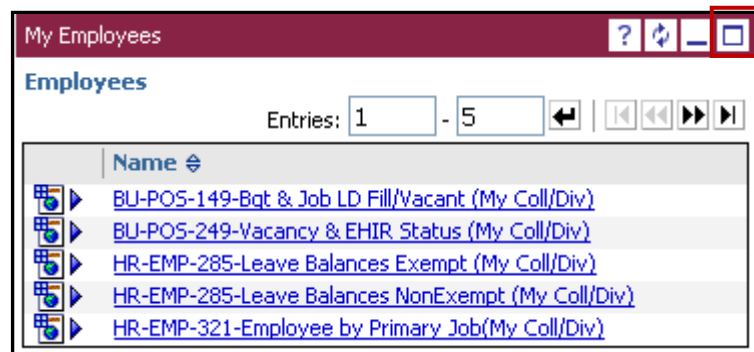 My Employees ?
Employees
Entries: 1 - 5
Name
BU-POS-149-Bgt & Job LD Fill/Vacant (My Coll/Div)
BU-POS-249-Vacancy & EHIR Status (My Coll/Div)
HR-EMP-285-Leave Balances Exempt (My Coll/Div)
HR-EMP-285-Leave Balances NonExempt (My Coll/Div)
HR-EMP-321-Employee by Primary Job(My Coll/Div)